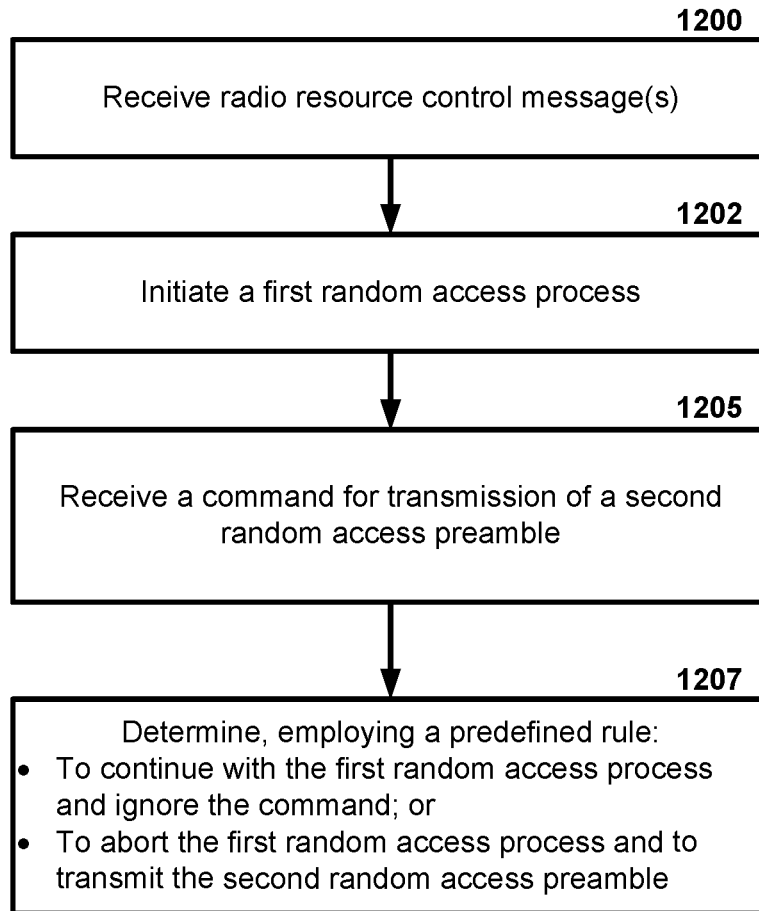 1200
Receive radio resource control message(s)
1202
Initiate a first random access process
1205
Receive a command for transmission of a second
random access preamble
1207
Determine, employing a predefined rule:
• To continue with the first random access process
and ignore the command; or
• To abort the first random access process and to
transmit the second random access preamble